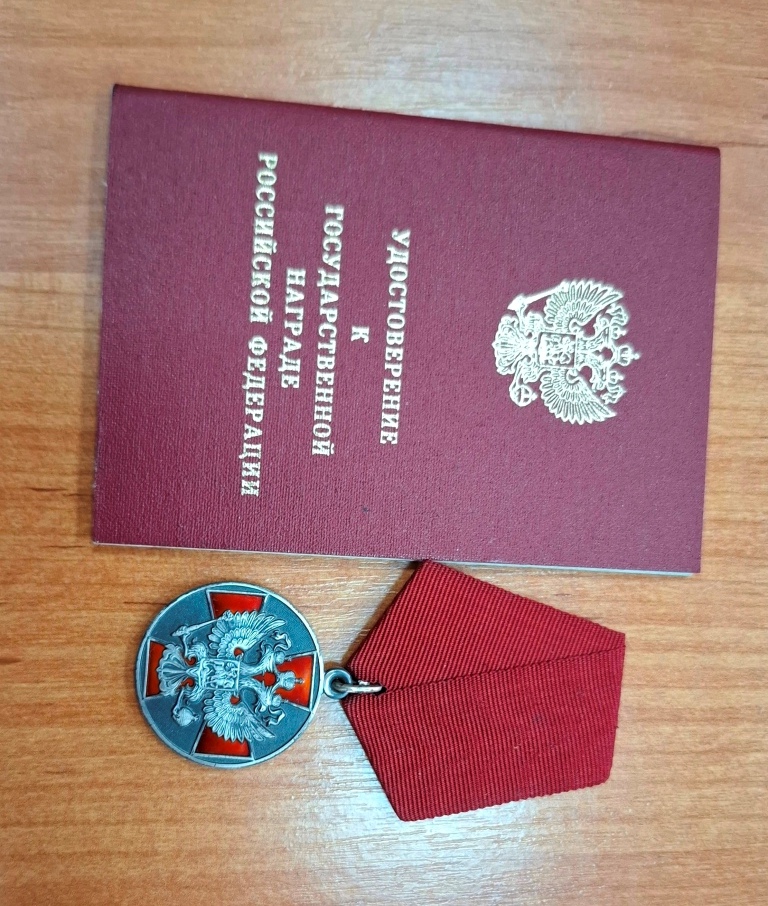 УДОСТОВЕРЕНИЕ
К
ГОСУДАРСТВЕННОЙ
НАГРАДЕ
РОССИЙСКОЙ ФЕДЕРАЦИИ